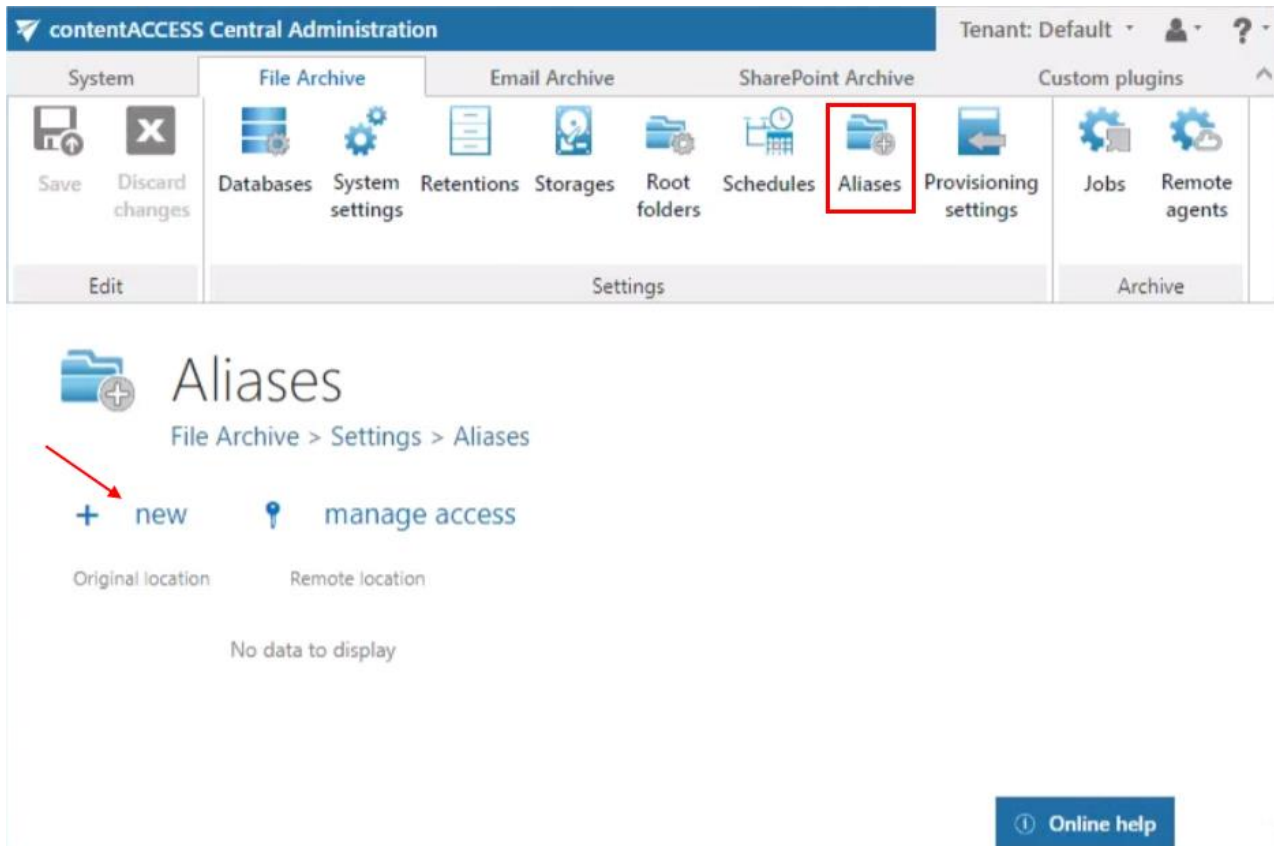 contentACCESS Central Administration
Tenant: Default
?
System
File Archive
Email Archive
SharePoint Archive
Custom plugins
Save
Discard
changes
Databases
System
settings
Retentions
Storages
Root
folders
Schedules
Aliases
Provisioning
settings
Jobs
Remote
agents
Edit
Settings
Archive
Aliases
File Archive > Settings > Aliases
+ new
manage access
Original location
Remote location
No data to display
Online help